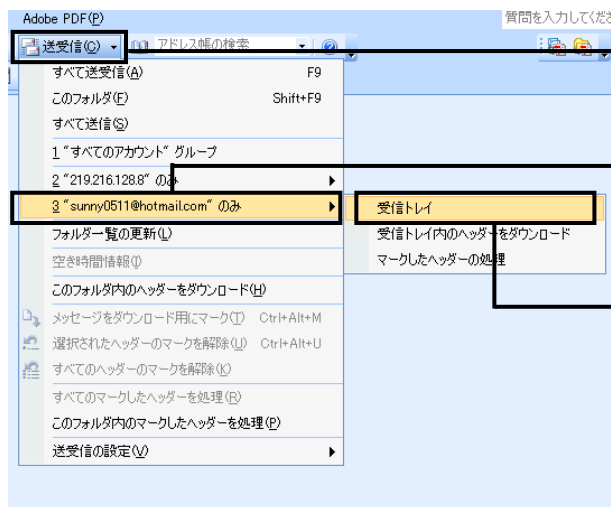 Adobe PDF(P)
質問を入力してくださ
送受信(C)
アドレス帳の検索
すべて送受信(A) F9
このフォルダ(F) Shift+F9
すべて送信(S)
1 "すべてのアカウント" グループ
2 "219.216.128.8" のみ
3 "sunny0511@hotmail.com" のみ
受信トレイ
フォルダ一覧の更新(L)
受信トレイ内のヘッダーをダウンロード
空き時間情報(I)
マークしたヘッダーの処理
このフォルダ内のヘッダーをダウンロード(H)
メッセージをダウンロード用にマーク(T) Ctrl+Alt+M
選択されたヘッダーのマークを解除(U) Ctrl+Alt+U
すべてのヘッダーのマークを解除(K)
すべてのマークしたヘッダーを処理(R)
このフォルダ内のマークしたヘッダーを処理(P)
送受信の設定(V)